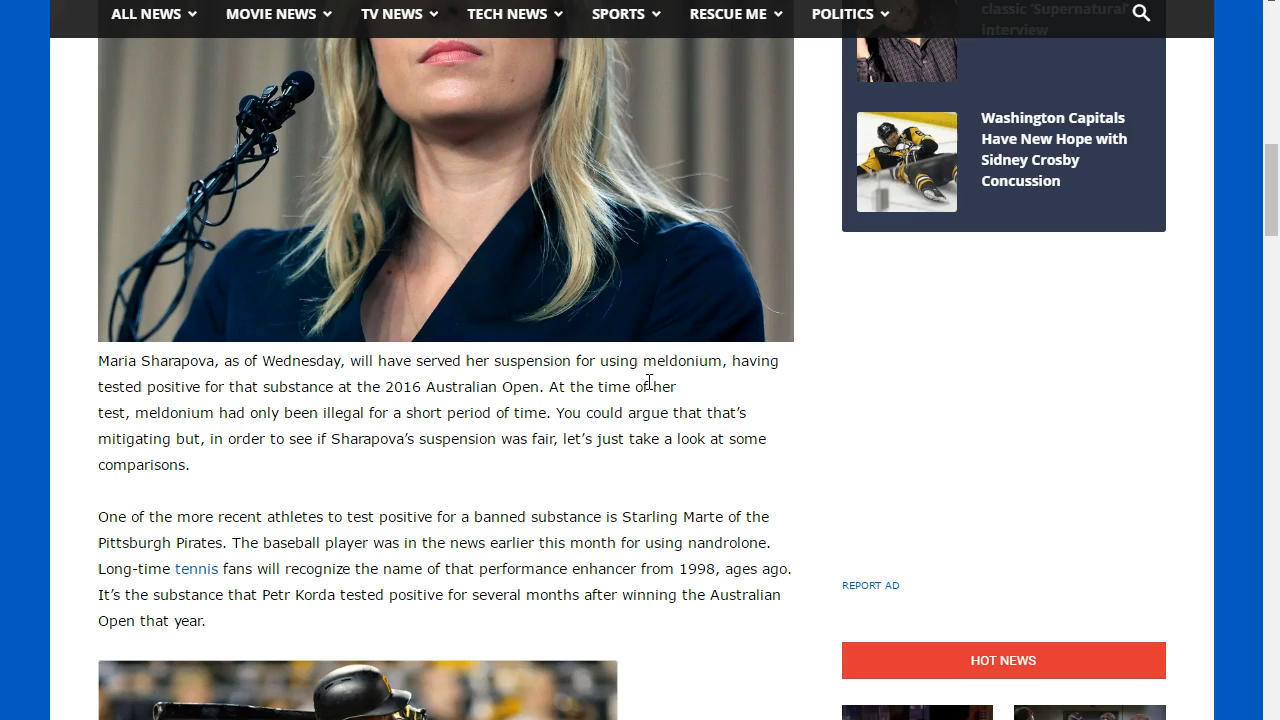 ALL NEWS MOVIE NEWS TV NEWS TECH NEWS SPORTS RESCUE ME POLITICS
classic ‘Supernatural’
interview
Washington Capitals
Have New Hope with
Sidney Crosby
Concussion
Maria Sharapova, as of Wednesday, will have served her suspension for using meldonium, having
tested positive for that substance at the 2016 Australian Open. At the time of her
test, meldonium had only been illegal for a short period of time. You could argue that that’s
mitigating but, in order to see if Sharapova’s suspension was fair, let’s just take a look at some
comparisons.
One of the more recent athletes to test positive for a banned substance is Starling Marte of the
Pittsburgh Pirates. The baseball player was in the news earlier this month for using nandrolone.
Long-time tennis fans will recognize the name of that performance enhancer from 1998, ages ago.
It’s the substance that Petr Korda tested positive for several months after winning the Australian
Open that year.
REPORT AD
HOT NEWS